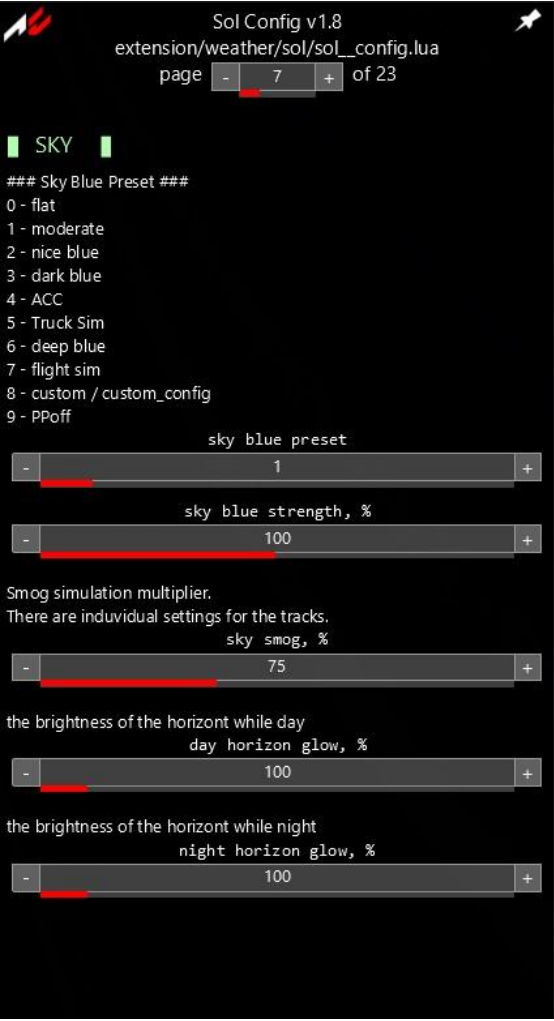 Sol Config v1.8
extension/weather/sol/sol__config.lua
page - 7 + of 23
SKY
### Sky Blue Preset ###
0 - flat
1 - moderate
2 - nice blue
3 - dark blue
4 - ACC
5 - Truck Sim
6 - deep blue
7 - flight sim
8 - custom / custom_config
9 - PPoff
sky blue preset
- 1 +
sky blue strength, %
- 100 +
Smog simulation multiplier.
There are induvidual settings for the tracks.
sky smog, %
- 75 +
the brightness of the horizont while day
day horizon glow, %
- 100 +
the brightness of the horizont while night
night horizon glow, %
- 100 +